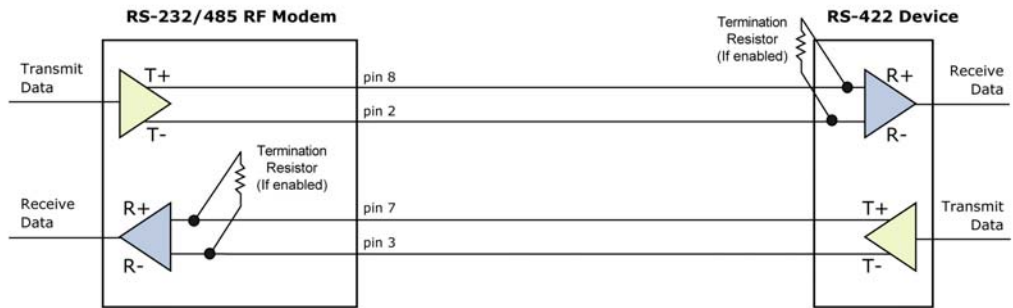 RS-232/485 RF Modem
RS-422 Device
Termination
Resistor
(If enabled)
Transmit
Data
T+
T-
pin 8
pin 2
R+
R-
Receive
Data
Termination
Resistor
(If enabled)
Receive
Data
R+
R-
pin 7
pin 3
T+
T-
Transmit
Data